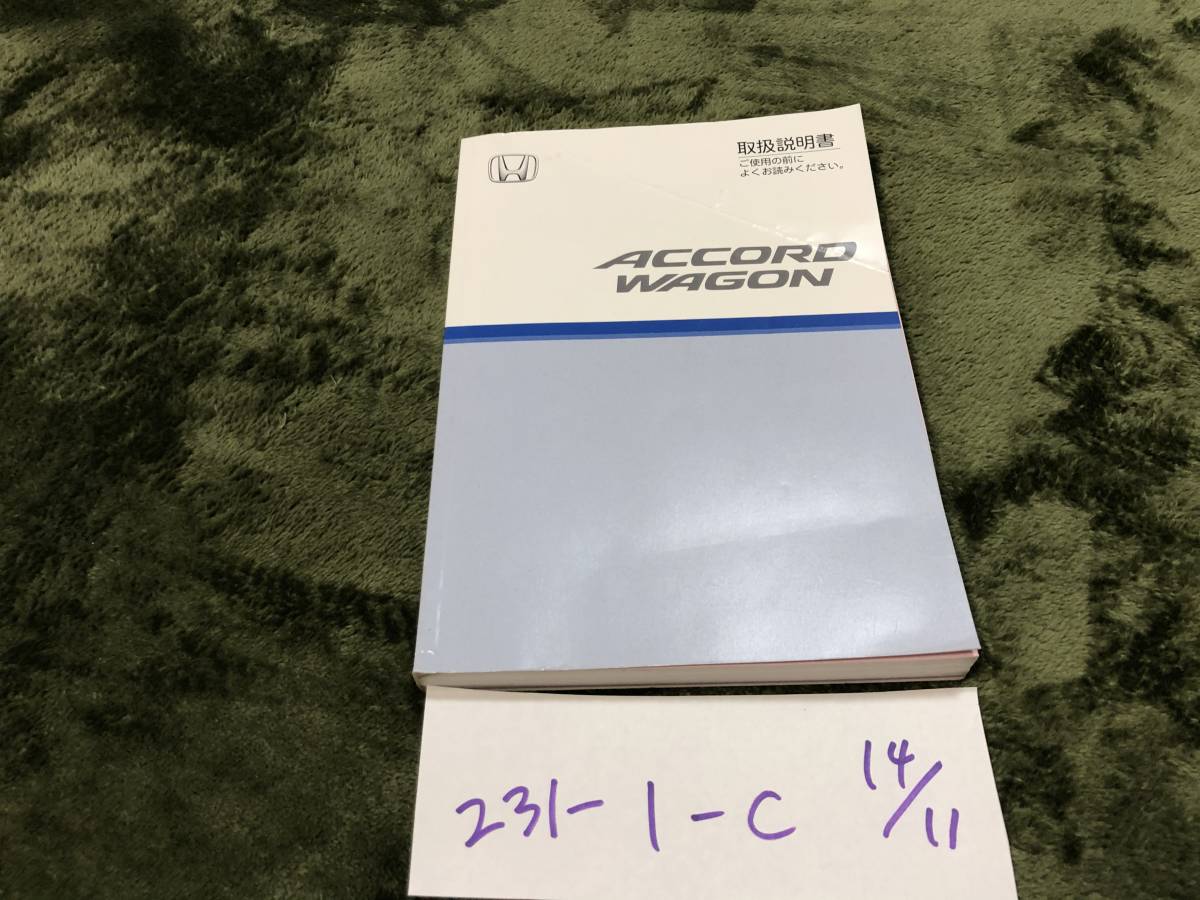 取扱説明書
ご使用の前に
よくお読みください。
ACCORD
WAGON
231-1-C 14/11